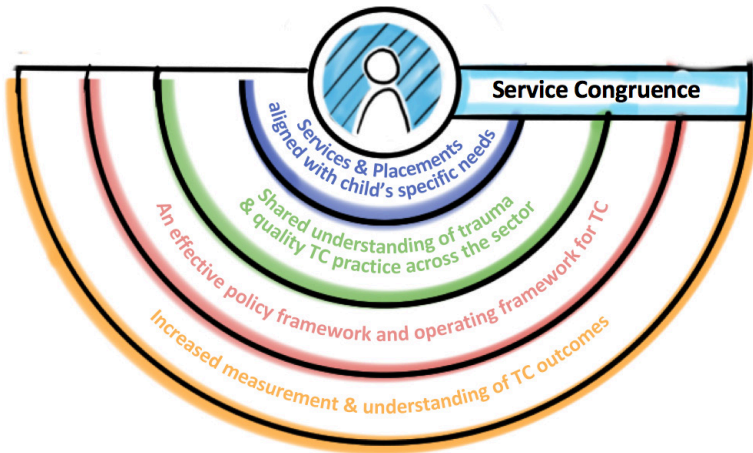 Service Congruence
Services & Placements
aligned with child's specific needs
Shared understanding of trauma
& quality TC practice across the sector
An effective policy framework and operating framework for TC
Increased measurement & understanding of TC outcomes